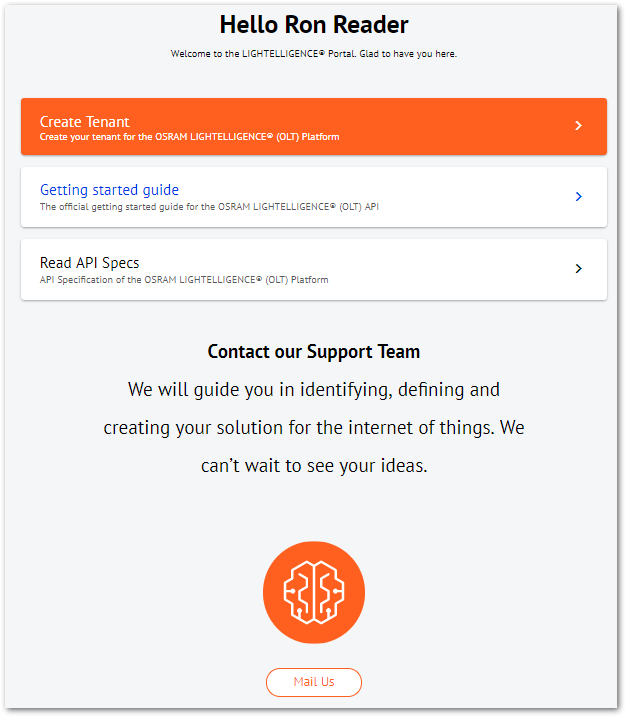 Hello Ron Reader
Welcome to the LIGHTELLIGENCE® Portal. Glad to have you here.
Create Tenant
Create your tenant for the OSRAM LIGHTELLIGENCE® (OLT) Platform
Getting started guide
The official getting started guide for the OSRAM LIGHTELLIGENCE® (OLT) API
Read API Specs
API Specification of the OSRAM LIGHTELLIGENCE® (OLT) Platform
Contact our Support Team
We will guide you in identifying, defining and
creating your solution for the internet of things. We
can’t wait to see your ideas.
Mail Us